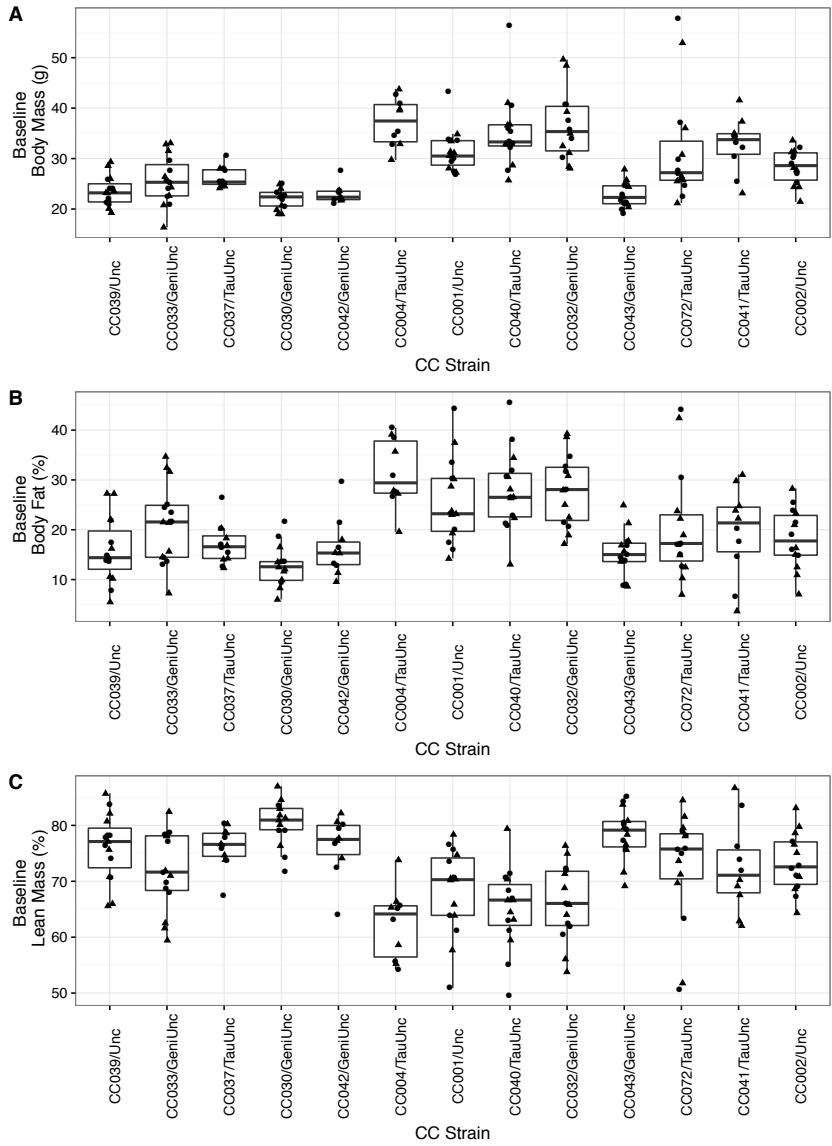 A
Baseline
Body Mass (g)
50
40
30
20
CC039/Unc
CC033/GeniUnc
CC037/TauUnc
CC030/GeniUnc
CC042/GeniUnc
CC004/TauUnc
CC001/Unc
CC040/TauUnc
CC032/GeniUnc
CC043/GeniUnc
CC072/TauUnc
CC041/TauUnc
CC002/Unc
CC Strain
B
Baseline
Body Fat (%)
40
30
20
10
CC039/Unc
CC033/GeniUnc
CC037/TauUnc
CC030/GeniUnc
CC042/GeniUnc
CC004/TauUnc
CC001/Unc
CC040/TauUnc
CC032/GeniUnc
CC043/GeniUnc
CC072/TauUnc
CC041/TauUnc
CC002/Unc
CC Strain
C
Baseline
Lean Mass (%)
80
70
60
50
CC039/Unc
CC033/GeniUnc
CC037/TauUnc
CC030/GeniUnc
CC042/GeniUnc
CC004/TauUnc
CC001/Unc
CC040/TauUnc
CC032/GeniUnc
CC043/GeniUnc
CC072/TauUnc
CC041/TauUnc
CC002/Unc
CC Strain